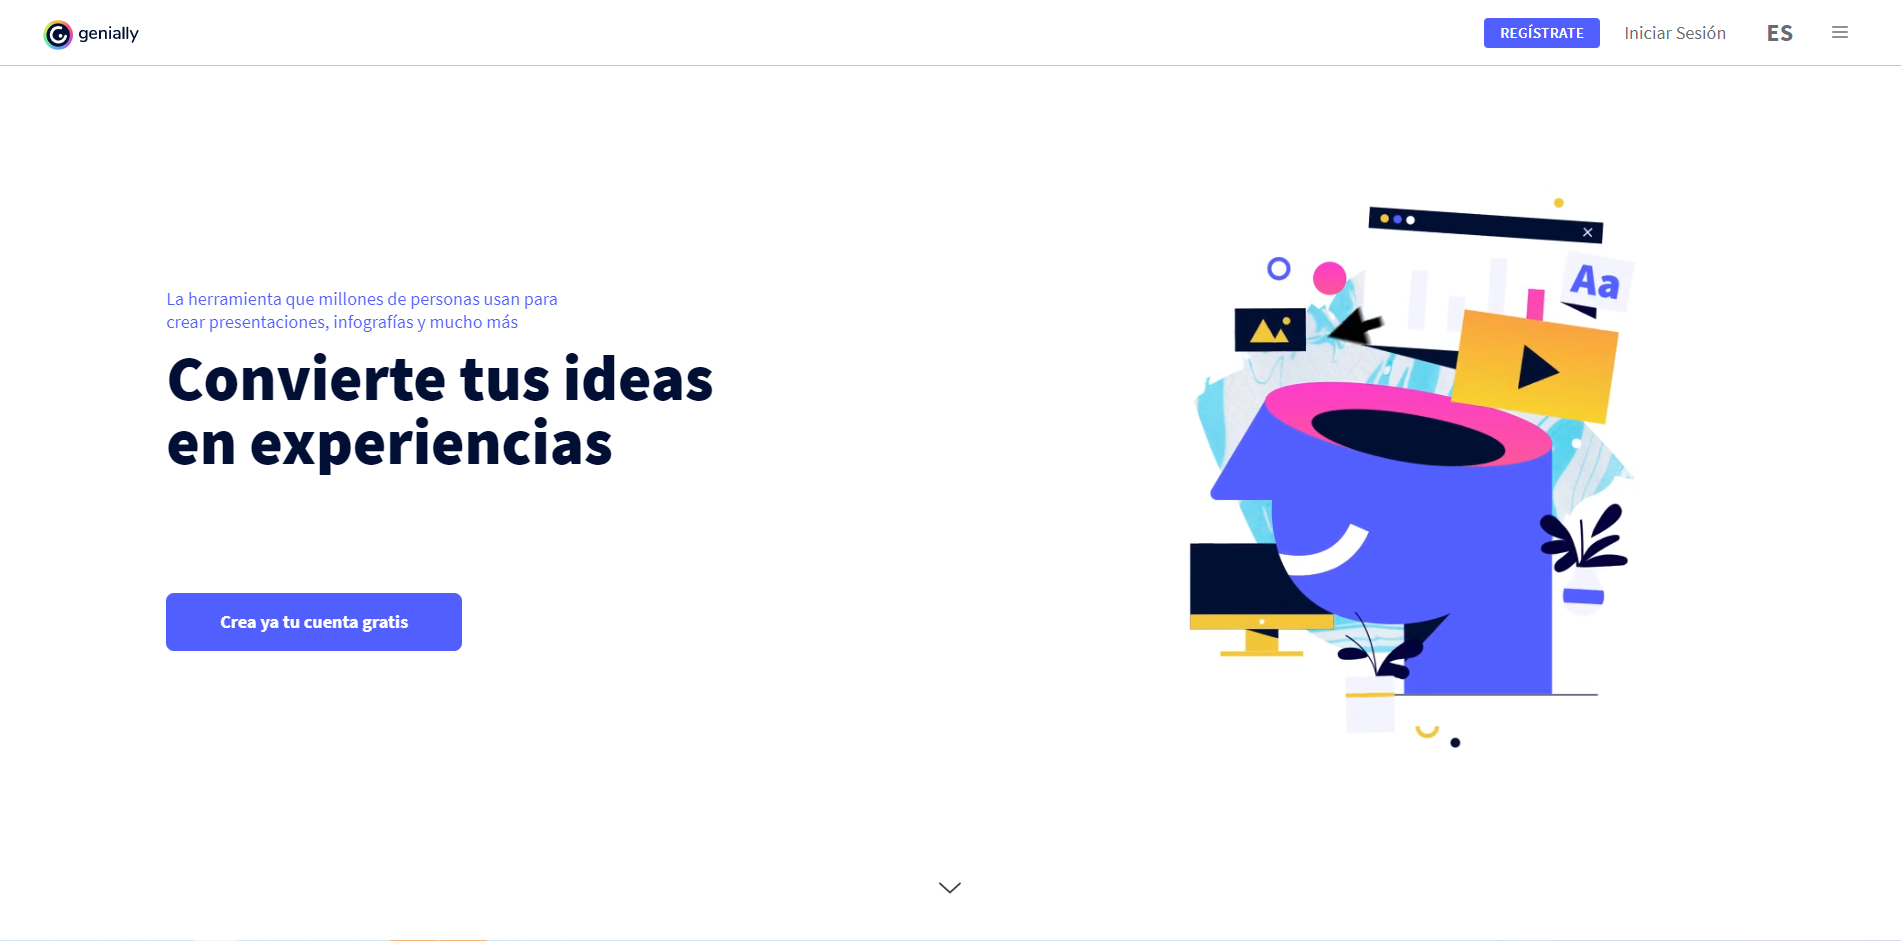 genially
REGÍSTRATE
Iniciar Sesión
ES
Aa
La herramienta que millones de personas usan para
crear presentaciones, infografías y mucho más
Convierte tus ideas
en experiencias
Crea ya tu cuenta gratis